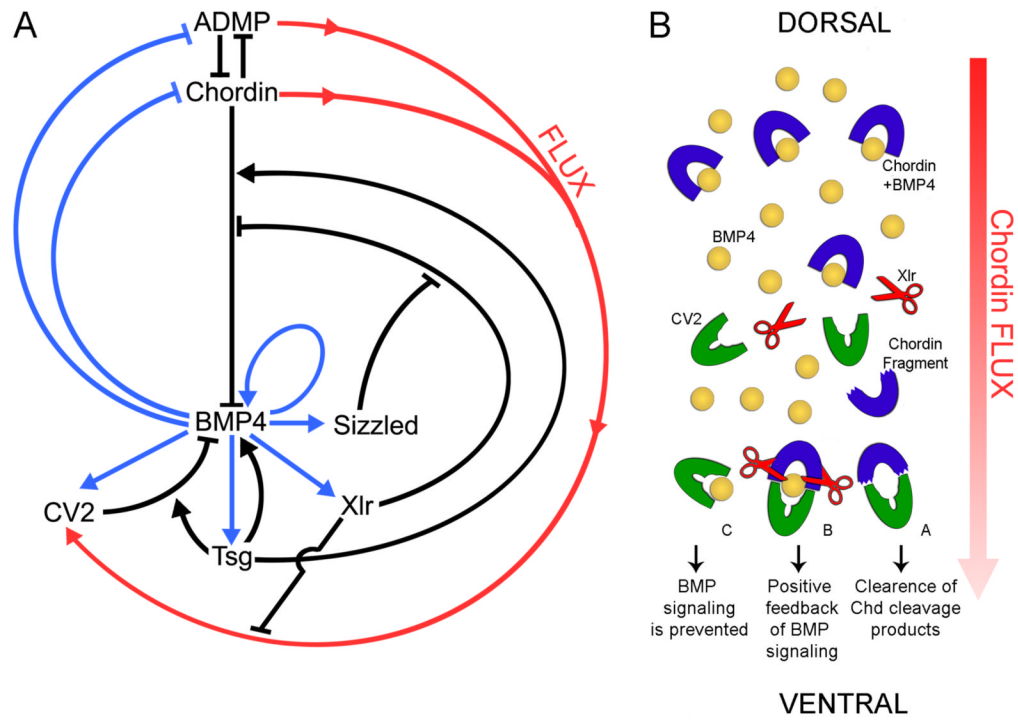 A
ADMP
Chordin
FLUX
BMP4
Sizzled
CV2
Xlr
Tsg
B
DORSAL
Chordin
+BMP4
BMP4
Xlr
CV2
Chordin
Fragment
Chordin FLUX
C
B
A
BMP
signaling
is prevented
Positive
feedback
of BMP
signaling
Clearence of
Chd cleavage
products
VENTRAL